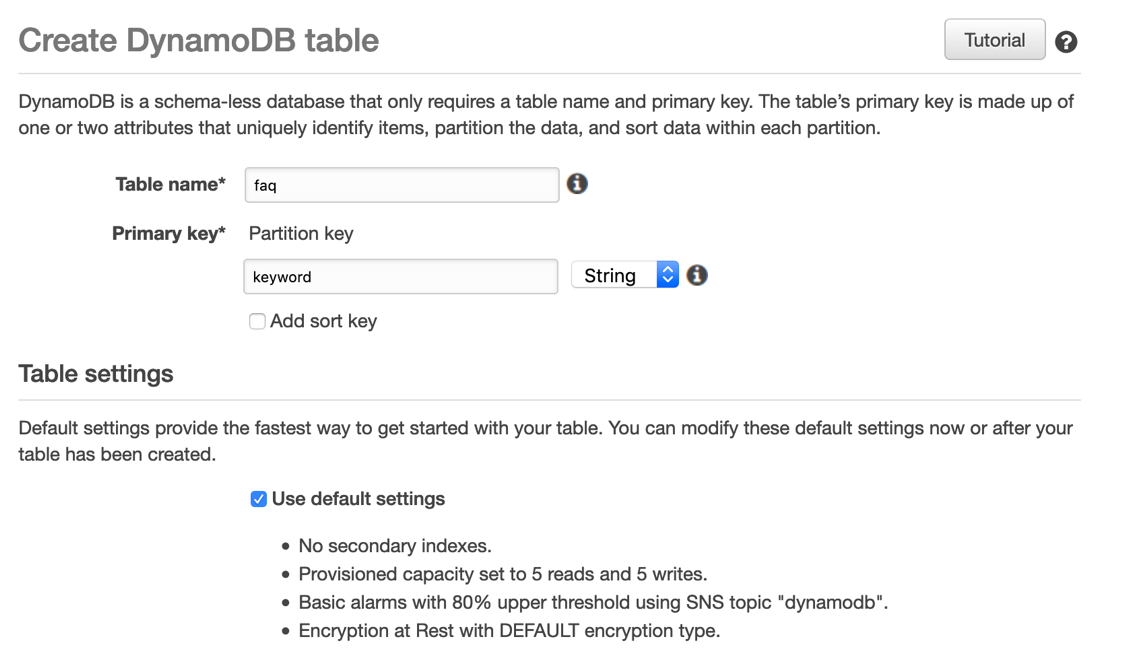 Create DynamoDB table
Tutorial
DynamoDB is a schema-less database that only requires a table name and primary key. The table’s primary key is made up of
one or two attributes that uniquely identify items, partition the data, and sort data within each partition.
Table name*
faq
Primary key*
Partition key
keyword
String
Add sort key
Table settings
Default settings provide the fastest way to get started with your table. You can modify these default settings now or after your
table has been created.
Use default settings
• No secondary indexes.
• Provisioned capacity set to 5 reads and 5 writes.
• Basic alarms with 80% upper threshold using SNS topic "dynamodb".
• Encryption at Rest with DEFAULT encryption type.